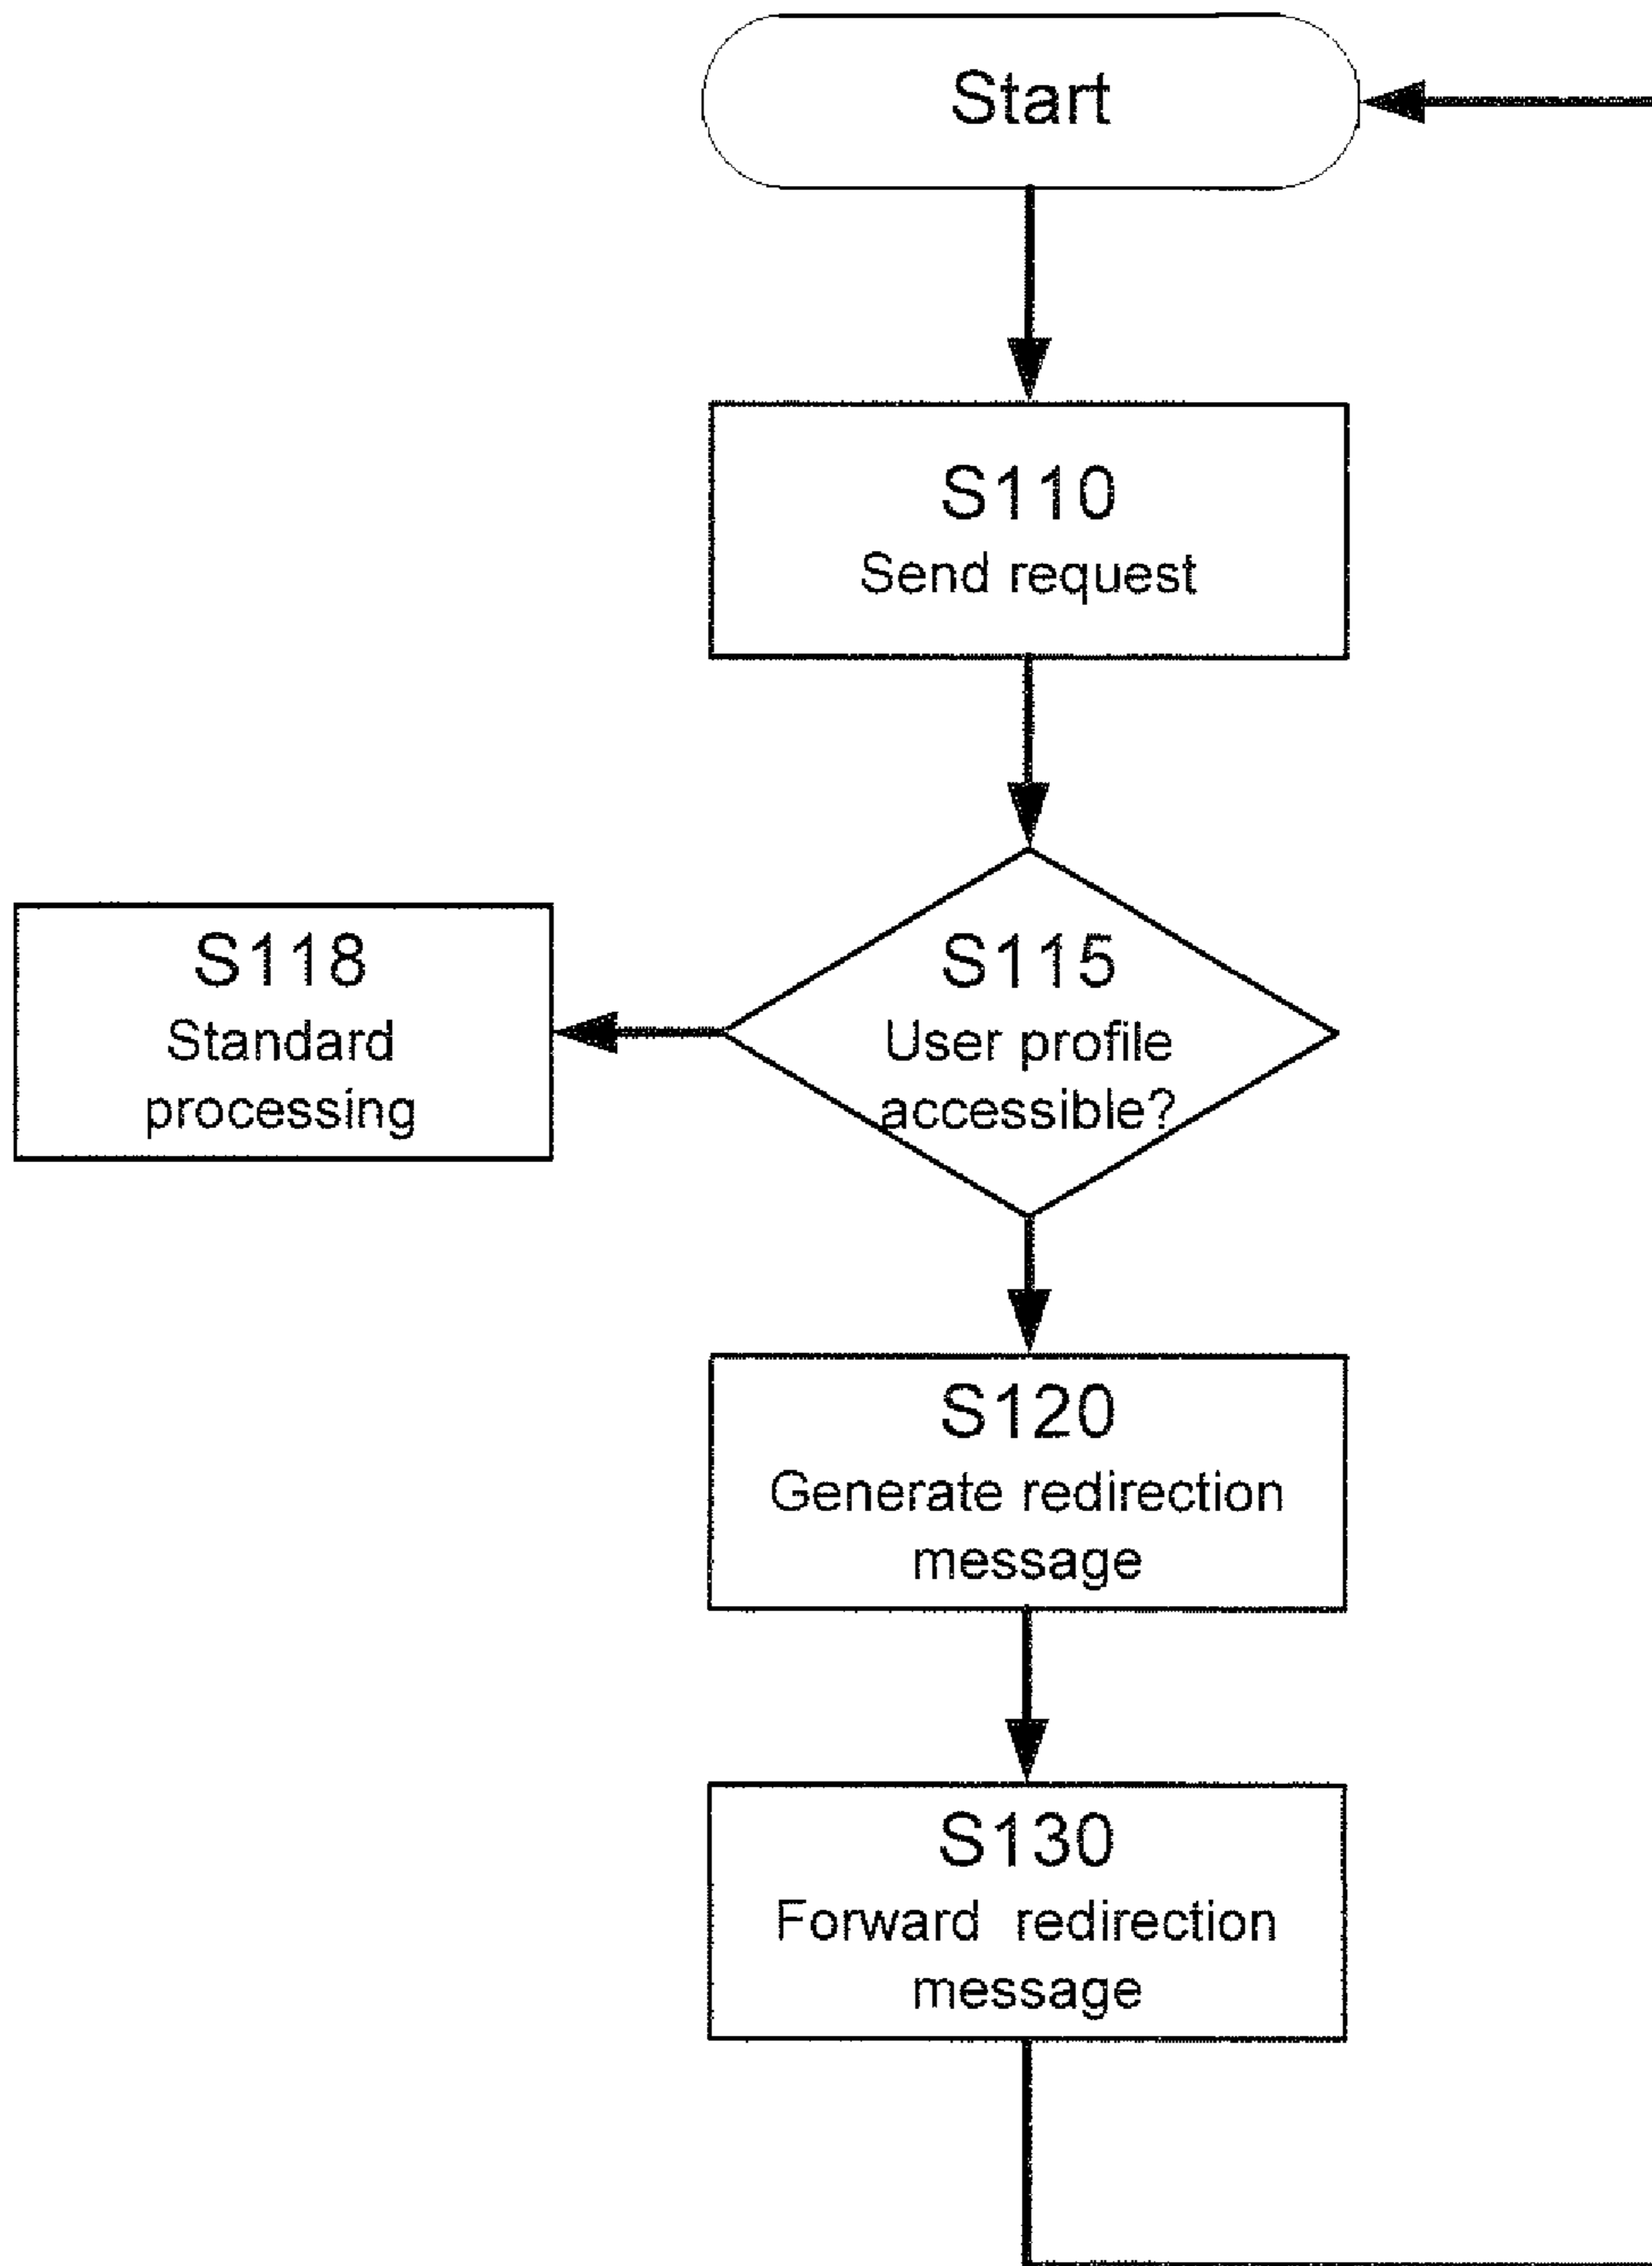 Start
S110
Send request
S115
User profile
accessible?
S118
Standard
processing
S120
Generate redirection
message
S130
Forward redirection
message